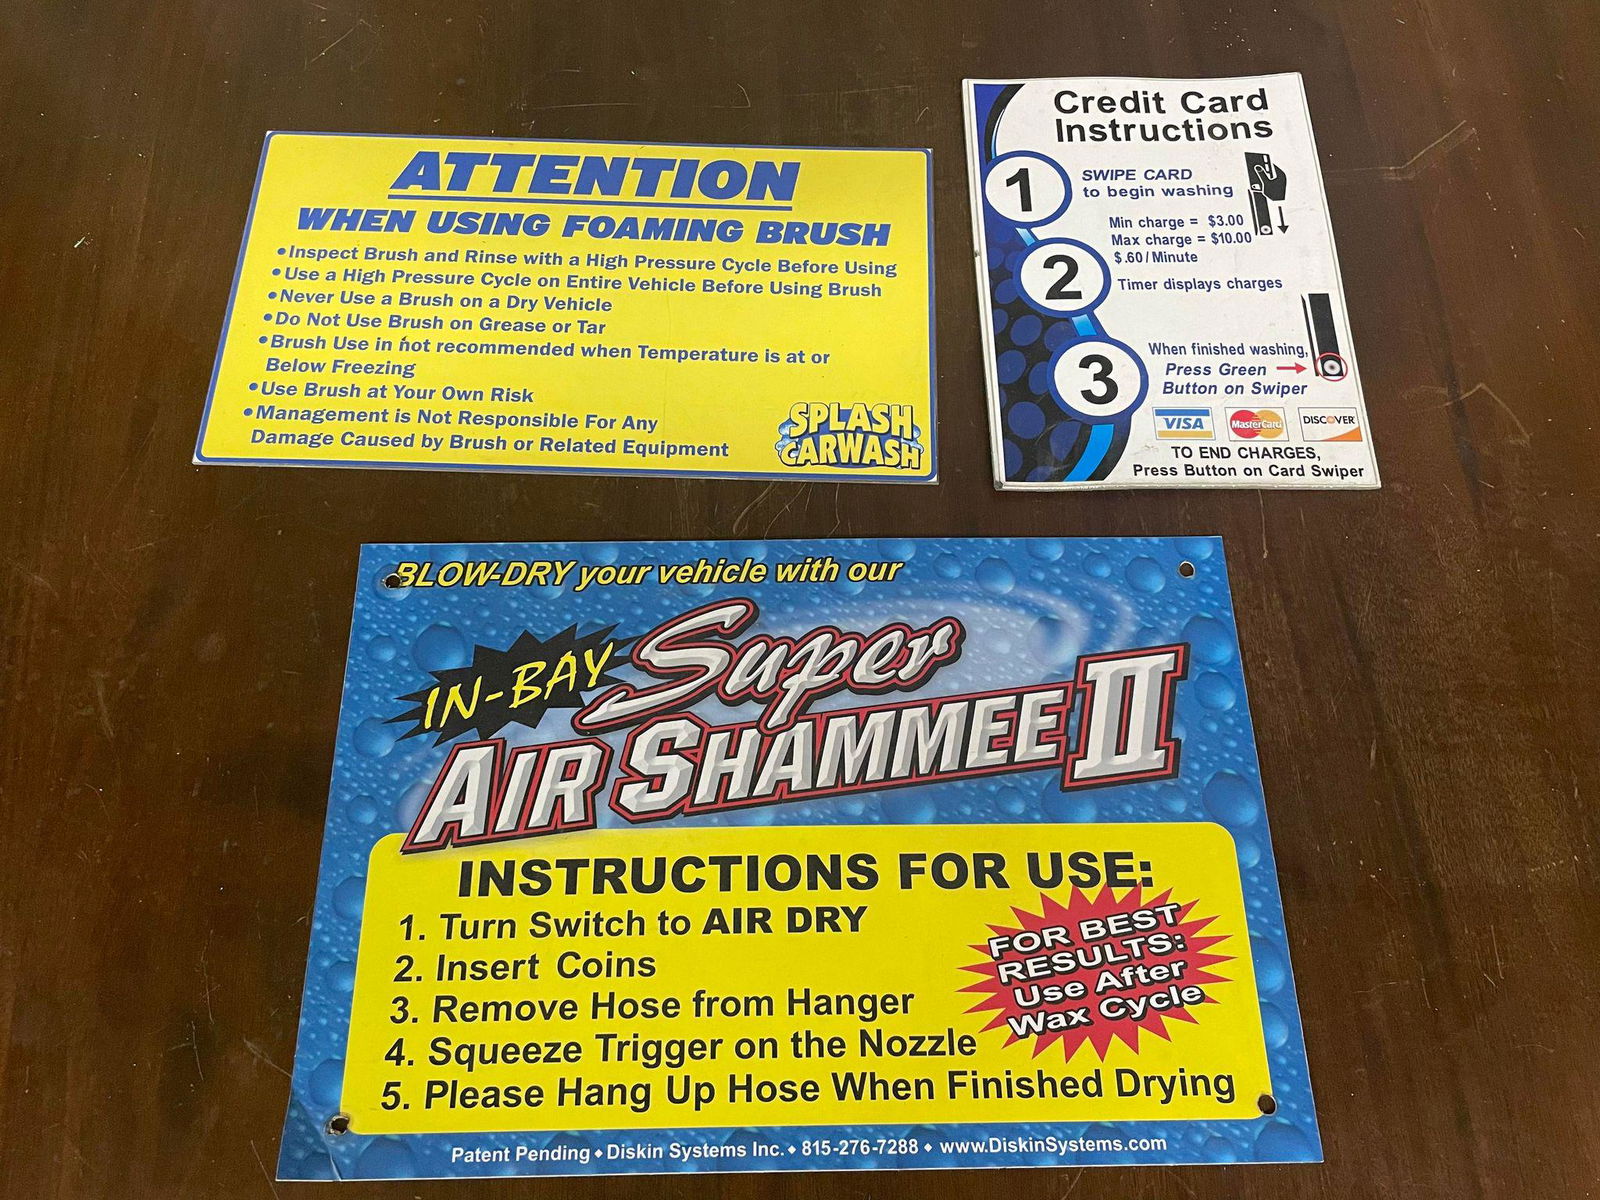 ATTENTION
WHEN USING FOAMING BRUSH
•Inspect Brush and Rinse with a High Pressure Cycle Before Using
•Use a High Pressure Cycle on Entire Vehicle Before Using Brush
•Never Use a Brush on a Dry Vehicle
•Do Not Use Brush on Grease or Tar
•Brush Use in not recommended when Temperature is at or
Below Freezing
•Use Brush at Your Own Risk
•Management is Not Responsible For Any
Damage Caused by Brush or Related Equipment
SPLASH
CARWASH
Credit Card
Instructions
1
SWIPE CARD
to begin washing
Min charge = $3.00
Max charge = $10.00
$.60/Minute
2
Timer displays charges
3
When finished washing,
Press Green
Button on Swiper
VISA
MasterCard
DISCOVER
TO END CHARGES,
Press Button on Card Swiper
BLOW-DRY your vehicle with our
IN-BAY
Super
AIR SHAMMEE II
INSTRUCTIONS FOR USE:
1. Turn Switch to AIR DRY
2. Insert Coins
3. Remove Hose from Hanger
4. Squeeze Trigger on the Nozzle
5. Please Hang Up Hose When Finished Drying
FOR BEST
RESULTS:
Use After
Wax Cycle
Patent Pending ◆ Diskin Systems Inc. ◆ 815-276-7288 ◆ www.DiskinSystems.com